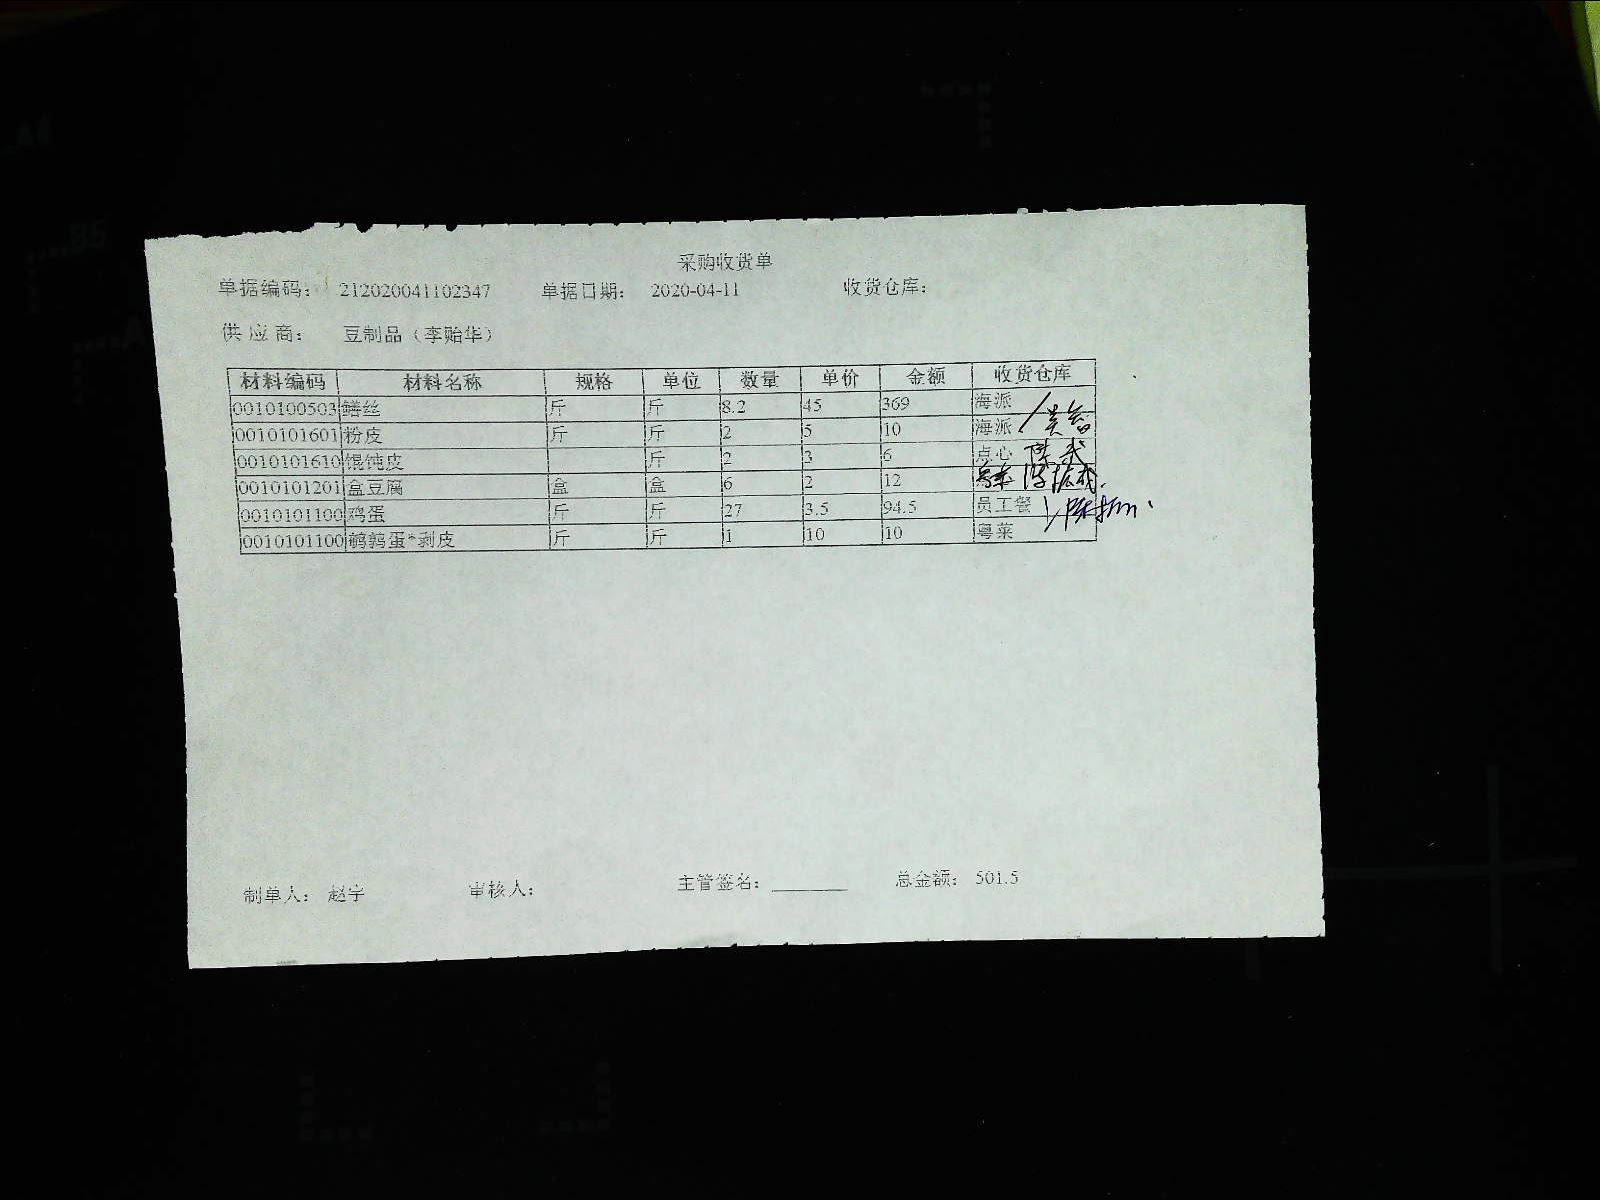 采购收货单
单据编码： 212020041102347 单据日期： 2020-04-11 收货仓库：
供应商： 豆制品（李贻华）
材料编码 材料名称 规格 单位 数量 单价 金额 收货仓库
0010100503 鳝丝 斤 斤 8.2 45 369 海派
0010101601 粉皮 斤 斤 2 5 10 海派
0010101610 馄饨皮 斤 2 3 6 点心
0010101201 盒豆腐 盒 盒 6 2 12
0010101100 鸡蛋 斤 斤 27 3.5 94.5 员工餐
0010101100 鹌鹑蛋*剥皮 斤 斤 1 10 10 粤菜
制单人： 赵宇 审核人： 主管签名： 总金额： 501.5